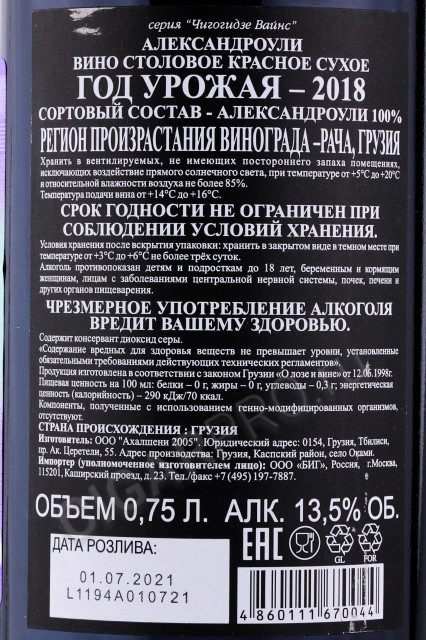 серия "Чигогидзе Вайнс"
АЛЕКСАНДРОУЛИ
ВИНО СТОЛОВОЕ КРАСНОЕ СУХОЕ
ГОД УРОЖАЯ – 2018
СОРТОВЫЙ СОСТАВ - АЛЕКСАНДРОУЛИ 100%
РЕГИОН ПРОИЗРАСТАНИЯ ВИНОГРАДА –РАЧА, ГРУЗИЯ
Хранить в вентилируемых, не имеющих постороннего запаха помещениях,
исключающих воздействие прямого солнечного света, при температуре от +5°C до +20°C
и относительной влажности воздуха не более 85%.
Температура подачи вина от +14°C до +16°C.
СРОК ГОДНОСТИ НЕ ОГРАНИЧЕН ПРИ
СОБЛЮДЕНИИ УСЛОВИЙ ХРАНЕНИЯ.
Условия хранения после вскрытия упаковки: хранить в закрытом виде в темном месте при
температуре от +3°C до +6°C не более трёх суток.
Алкоголь противопоказан детям и подросткам до 18 лет, беременным и кормящим
женщинам, лицам с заболеваниями центральной нервной системы, почек, печени и
других органов пищеварения.
ЧРЕЗМЕРНОЕ УПОТРЕБЛЕНИЕ АЛКОГОЛЯ
ВРЕДИТ ВАШЕМУ ЗДОРОВЬЮ.
Содержит консервант диоксид серы.
«Содержание вредных для здоровья веществ не превышает уровни, установленные
обязательными требованиями действующих технических регламентов».
Продукция изготовлена в соответствии с законом Грузии «О лозе и вине» от 12.06.1998г.
Пищевая ценность на 100 мл: белки — 0 г, жиры – 0 г, углеводы – 0,3 г; энергетическая
ценность (калорийность) – 290 кДж/70 ккал.
Компоненты, полученные с использованием генно-модифицированных организмов,
отсутствуют.
СТРАНА ПРОИСХОЖДЕНИЯ : ГРУЗИЯ
Изготовитель: ООО "Ахалшени 2005". Юридический адрес: 0154, Грузия, Тбилиси,
пр. Ак. Церетели, 55. Адрес производства: Грузия, Каспский район, село Оками.
Импортер (уполномоченное изготовителем лицо): ООО «БИГ», Россия, г.Москва,
115201, Каширский проезд, д. 23. Тел./факс +7 (495) 197-7887.
ОБЪЕМ 0,75 Л. АЛК. 13,5% ОБ.
ДАТА РОЗЛИВА:
01.07.2021
L1194A010721
EAC
GL
FOR
4 860111 670044